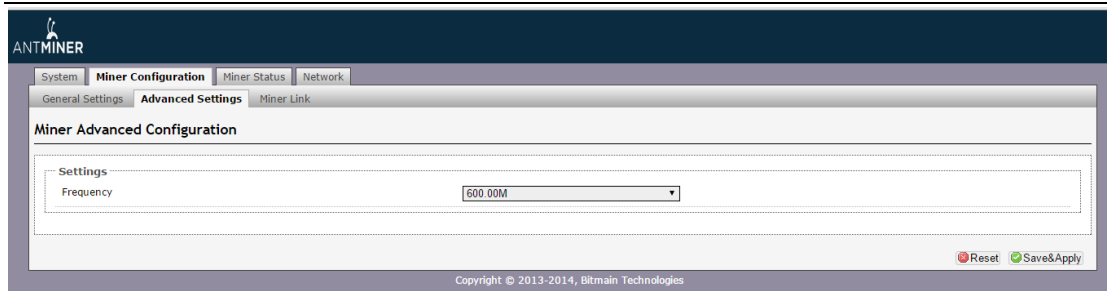 ANTMINER
System Miner Configuration Miner Status Network
General Settings Advanced Settings Miner Link
Miner Advanced Configuration
Settings
Frequency 600.00M
Reset Save&Apply
Copyright © 2013-2014, Bitmain Technologies